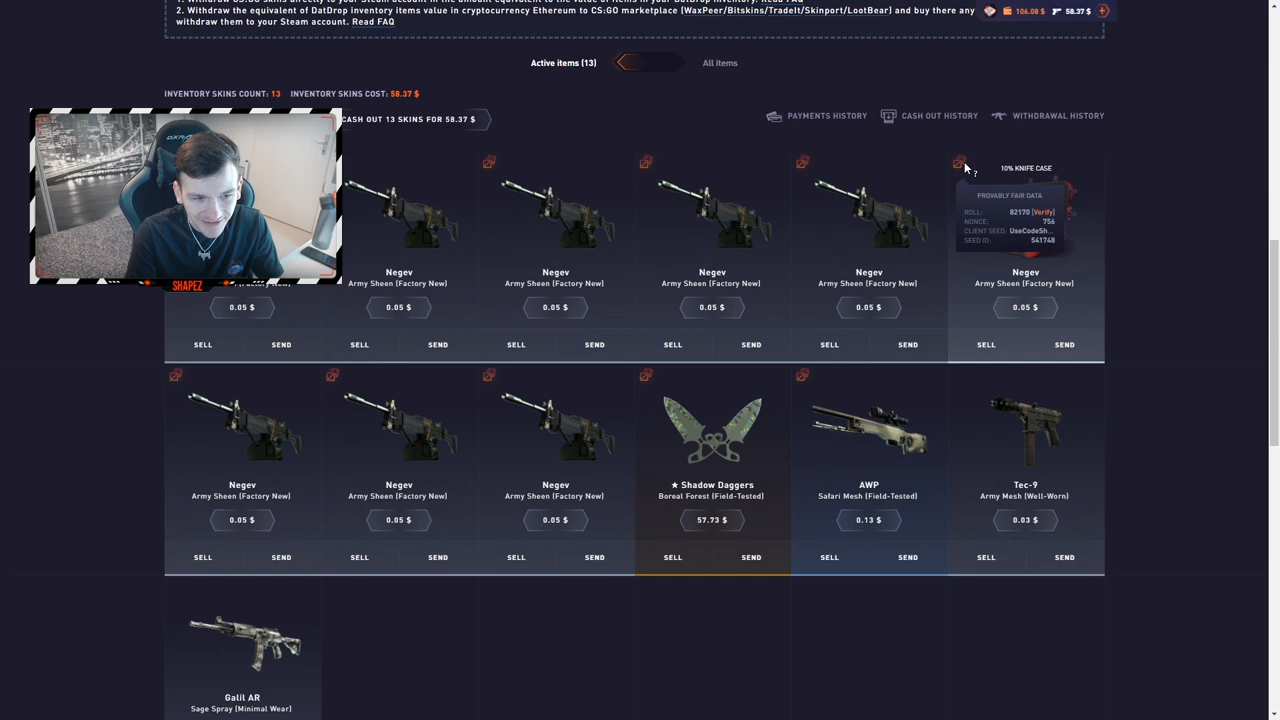 2. Withdraw the equivalent of DatDrop inventory items value in cryptocurrency Ethereum to CS:GO marketplace (WaxPeer/Bitskins/TradeIt/Skinport/LootBear) and buy there any
withdraw them to your Steam account. Read FAQ
106.08 $ 58.37 $ +
Active items (13) All items
INVENTORY SKINS COUNT: 13 INVENTORY SKINS COST: 58.37 $
CASH OUT 13 SKINS FOR 58.37 $
PAYMENTS HISTORY CASH OUT HISTORY WITHDRAWAL HISTORY
10% KNIFE CASE
PROVABLY FAIR DATA
ROLL: 82170 (Verify)
NONCE: 756
CLIENT SEED: UseCodeSh...
SEED ID: 541748
DXRACER
SHAPEZ
Negev Negev Negev Negev Negev
(Factory New) Army Sheen (Factory New) Army Sheen (Factory New) Army Sheen (Factory New) Army Sheen (Factory New) Army Sheen (Factory New)
0.05 $ 0.05 $ 0.05 $ 0.05 $ 0.05 $ 0.05 $
SELL SEND SELL SEND SELL SEND SELL SEND SELL SEND SELL SEND
Negev Negev Negev ★ Shadow Daggers AWP Tec-9
Army Sheen (Factory New) Army Sheen (Factory New) Army Sheen (Factory New) Boreal Forest (Field-Tested) Safari Mesh (Field-Tested) Army Mesh (Well-Worn)
0.05 $ 0.05 $ 0.05 $ 57.73 $ 0.13 $ 0.03 $
SELL SEND SELL SEND SELL SEND SELL SEND SELL SEND SELL SEND
Galil AR
Sage Spray (Minimal Wear)